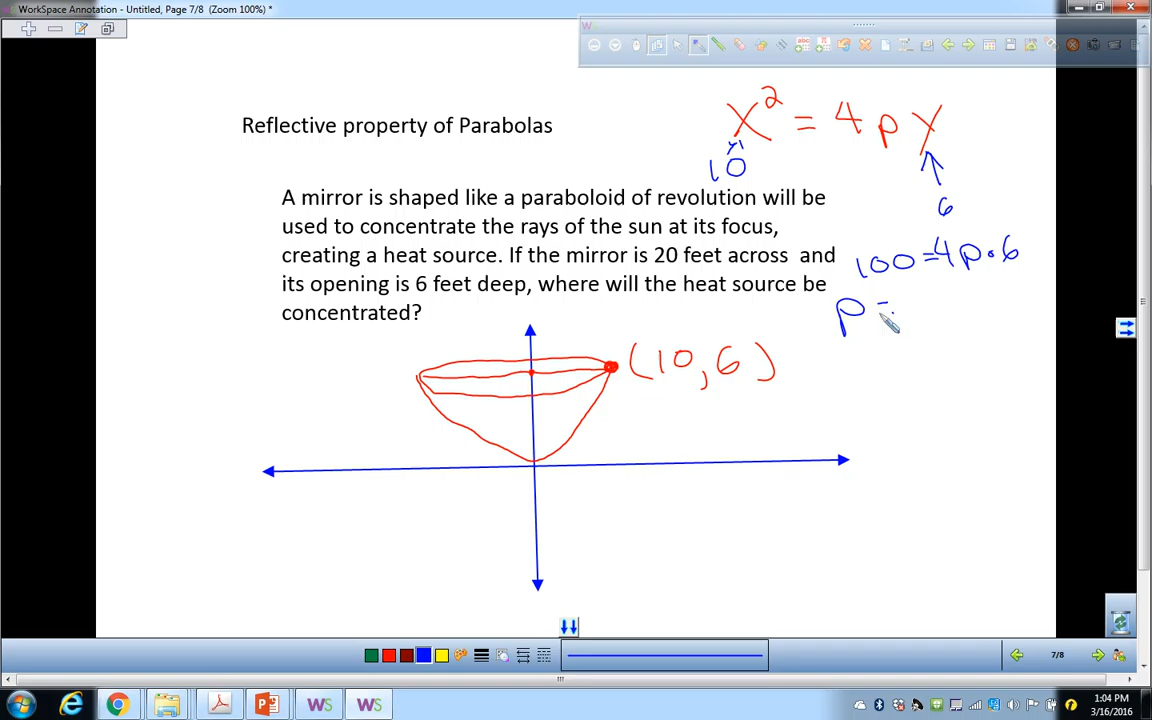 WorkSpace Annotation - Untitled, Page 7/8 (Zoom 100%) *
Reflective property of Parabolas
x² = 4py
10
6
A mirror is shaped like a paraboloid of revolution will be
used to concentrate the rays of the sun at its focus,
creating a heat source. If the mirror is 20 feet across and
its opening is 6 feet deep, where will the heat source be
concentrated?
100=4p·6
p=
(10,6)
7/8
WS
WS
1:04 PM
3/16/2016